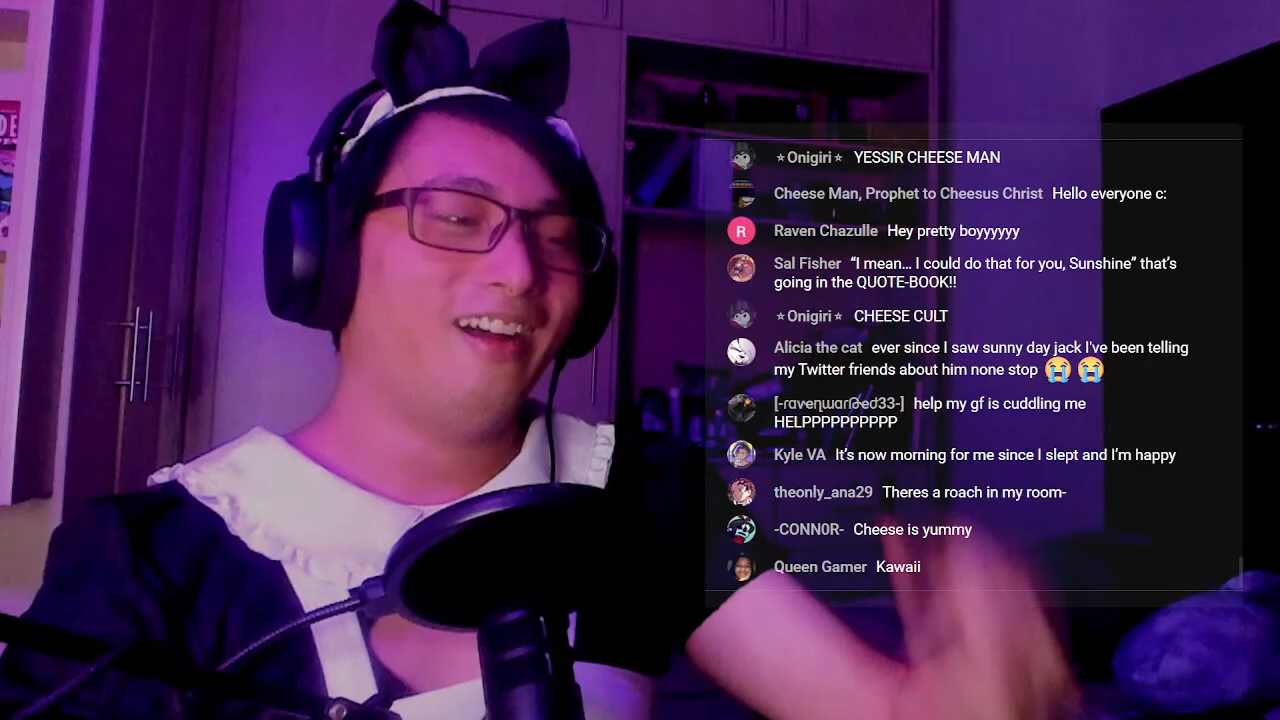 DE
⭐Onigiri⭐ YESSIR CHEESE MAN
Cheese Man, Prophet to Cheesus Christ Hello everyone c:
R Raven Chazulle Hey pretty boyyyyyy
Sal Fisher “I mean... I could do that for you, Sunshine” that’s
going in the QUOTE-BOOK!!
⭐Onigiri⭐ CHEESE CULT
Alicia the cat ever since I saw sunny day jack I've been telling
my Twitter friends about him none stop 😭 😭
help my gf is cuddling me
HELPPPPPPPPPP
Kyle VA It’s now morning for me since I slept and I’m happy
theonly_ana29 Theres a roach in my room-
-CONN0R- Cheese is yummy
Queen Gamer Kawaii